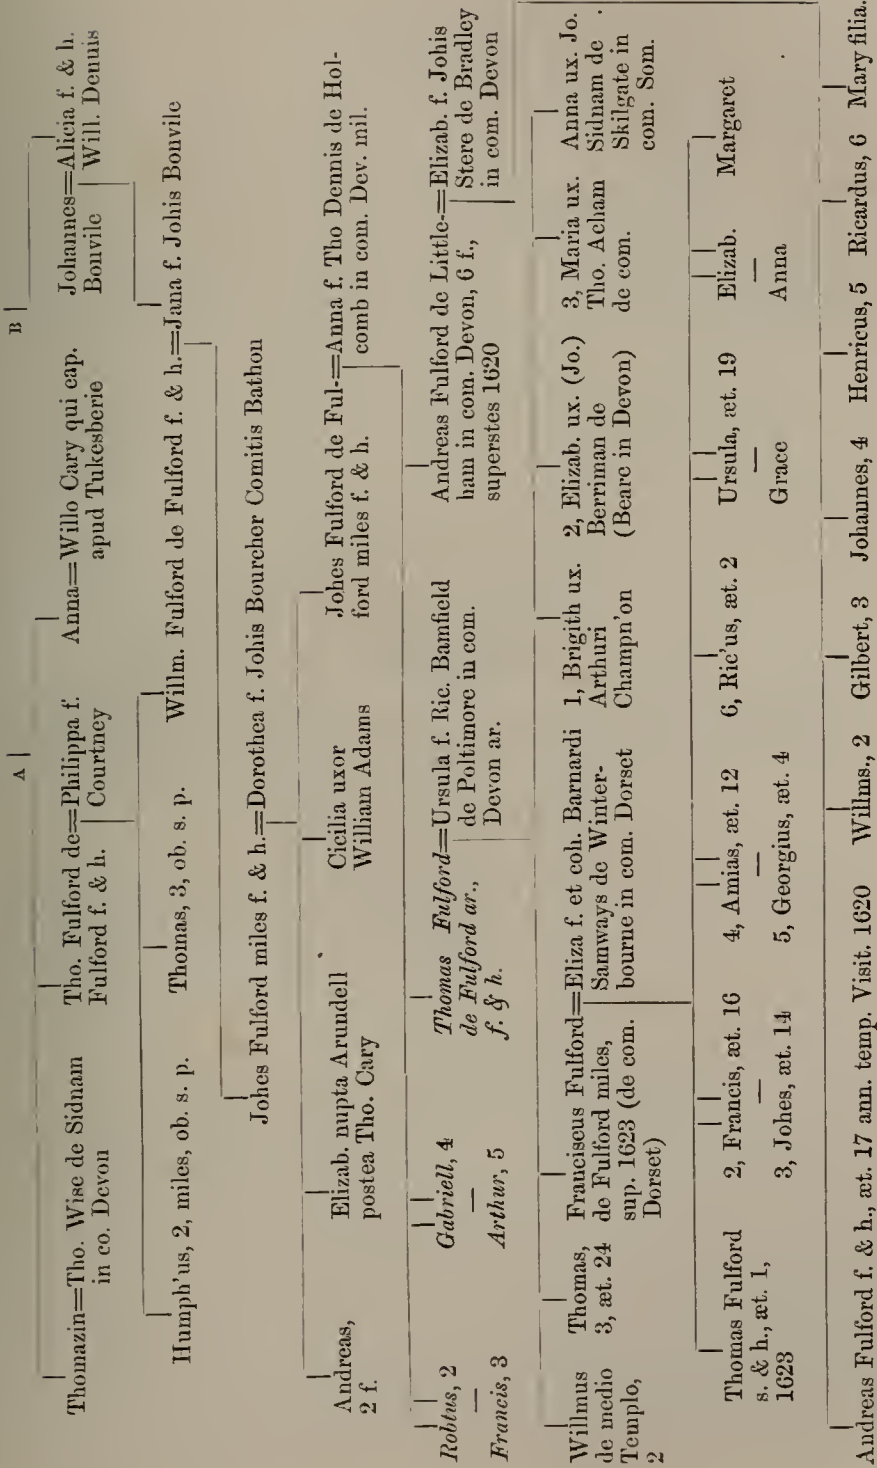 A
B
Thomazin=Tho. Wise de Sidnam
in co. Devon
Tho. Fulford de=Philippa f.
Fulford f. & h. Courtney
Anna=Willo Cary qui cap.
apud Tukesberie
Johannes=Alicia f. & h.
Bouvile Will. Denuis
Humph'us, 2, miles, ob. s. p.
Thomas, 3, ob. s. p.
Willm. Fulford de Fulford f. & h.=Jana f. Johis Bouvile
Johes Fulford miles f. & h.=Dorothea f. Johis Bourcher Comitis Bathon
Andreas,
2 f.
Elizab. nupta Arundell
postea Tho. Cary
Cicilia uxor
William Adams
Johes Fulford de Ful-=Anna f. Tho Dennis de Hol-
ford miles f. & h. comb in com. Dev. mil.
Robtus, 2
—
Francis, 3
Gabriell, 4
—
Arthur, 5
Thomas Fulford=Ursula f. Ric. Bamfield
de Fulford ar., de Poltimore in com.
f. & h. Devon ar.
Andreas Fulford de Little-=Elizab. f. Johis
ham in com. Devon, 6 f., Stere de Bradley
superstes 1620 in com. Devon
Willmus
de medio
Templo,
2
Thomas,
3, æt. 24
Franciscus Fulford=Eliza f. et coh. Barnardi
de Fulford miles, Samways de Winter-
sup. 1623 (de com. bourne in com. Dorset
Dorset)
1, Brigith ux.
Arthuri
Champn'on
2, Elizab. ux. (Jo.)
Berriman de
(Beare in Devon)
3, Maria ux.
Tho. Acham
de com.
Anna ux. Jo.
Sidnam de
Skilgate in
com. Som.
Thomas Fulford
s. & h., æt. 1,
1623
2, Francis, æt. 16
—
3, Johes, æt. 14
4, Amias, æt. 12
—
5, Georgius, æt. 4
6, Ric'us, æt. 2
Ursula, æt. 19
—
Grace
Elizab.
—
Anna
Margaret
Andreas Fulford f. & h., æt. 17 ann. temp. Visit. 1620 Willms., 2 Gilbert, 3 Johannes, 4 Henricus, 5 Ricardus, 6 Mary filia.